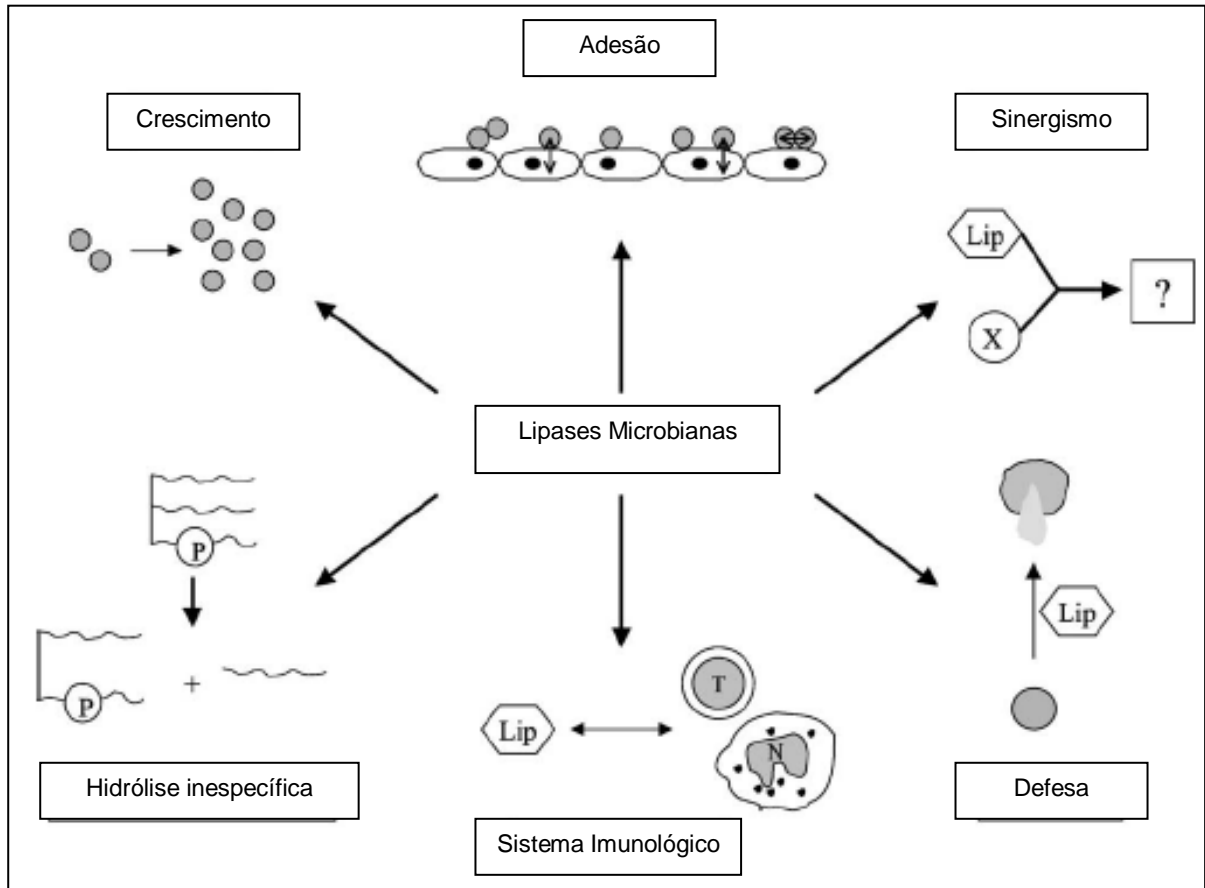 Adesão
Crescimento
Sinergismo
Lip
?
X
Lipases Microbianas
P
Lip
P
+
T
Lip
N
Hidrólise inespecífica
Defesa
Sistema Imunológico